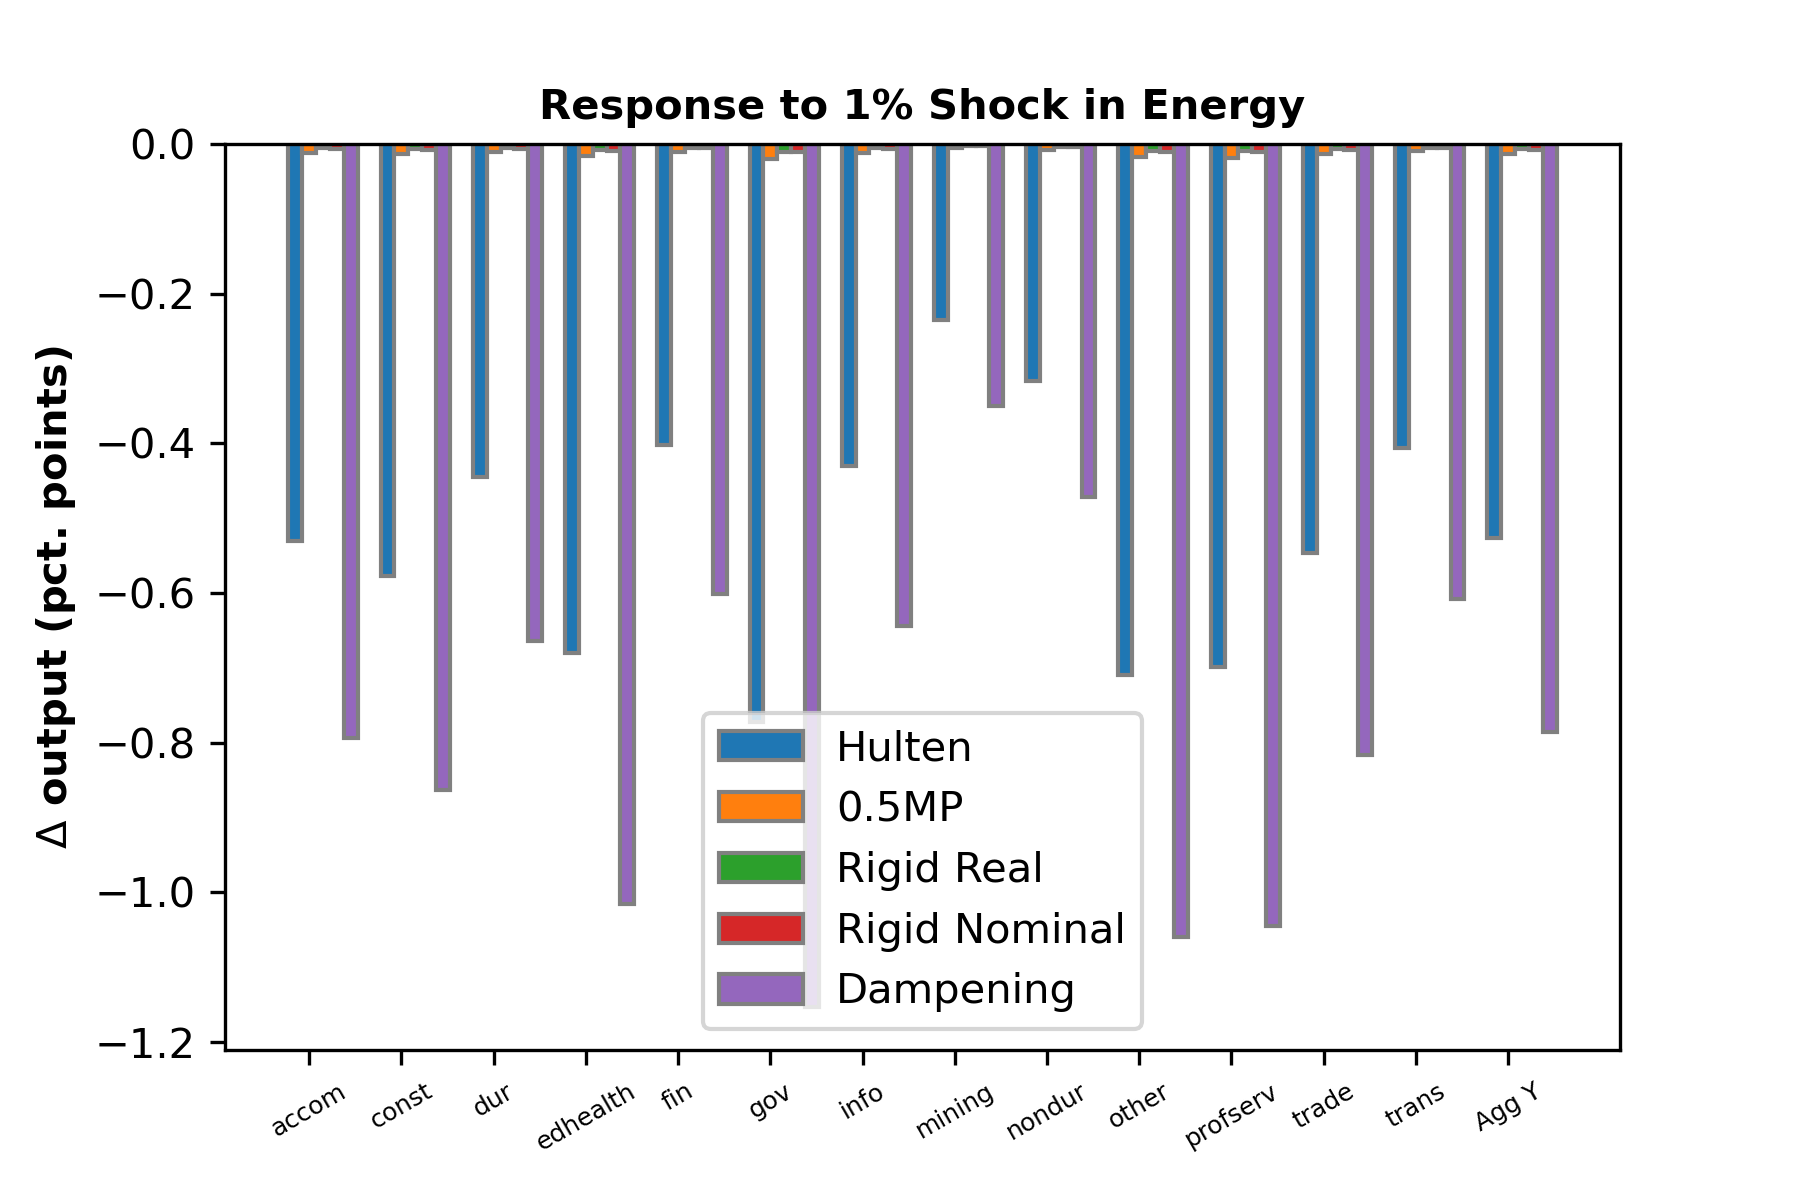 Response to 1% Shock in Energy
Δ output (pct. points)
0.0
−0.2
−0.4
−0.6
−0.8
−1.0
−1.2
Hulten
0.5MP
Rigid Real
Rigid Nominal
Dampening
accom const dur edhealth fin gov info mining nondur other profserv trade trans Agg Y